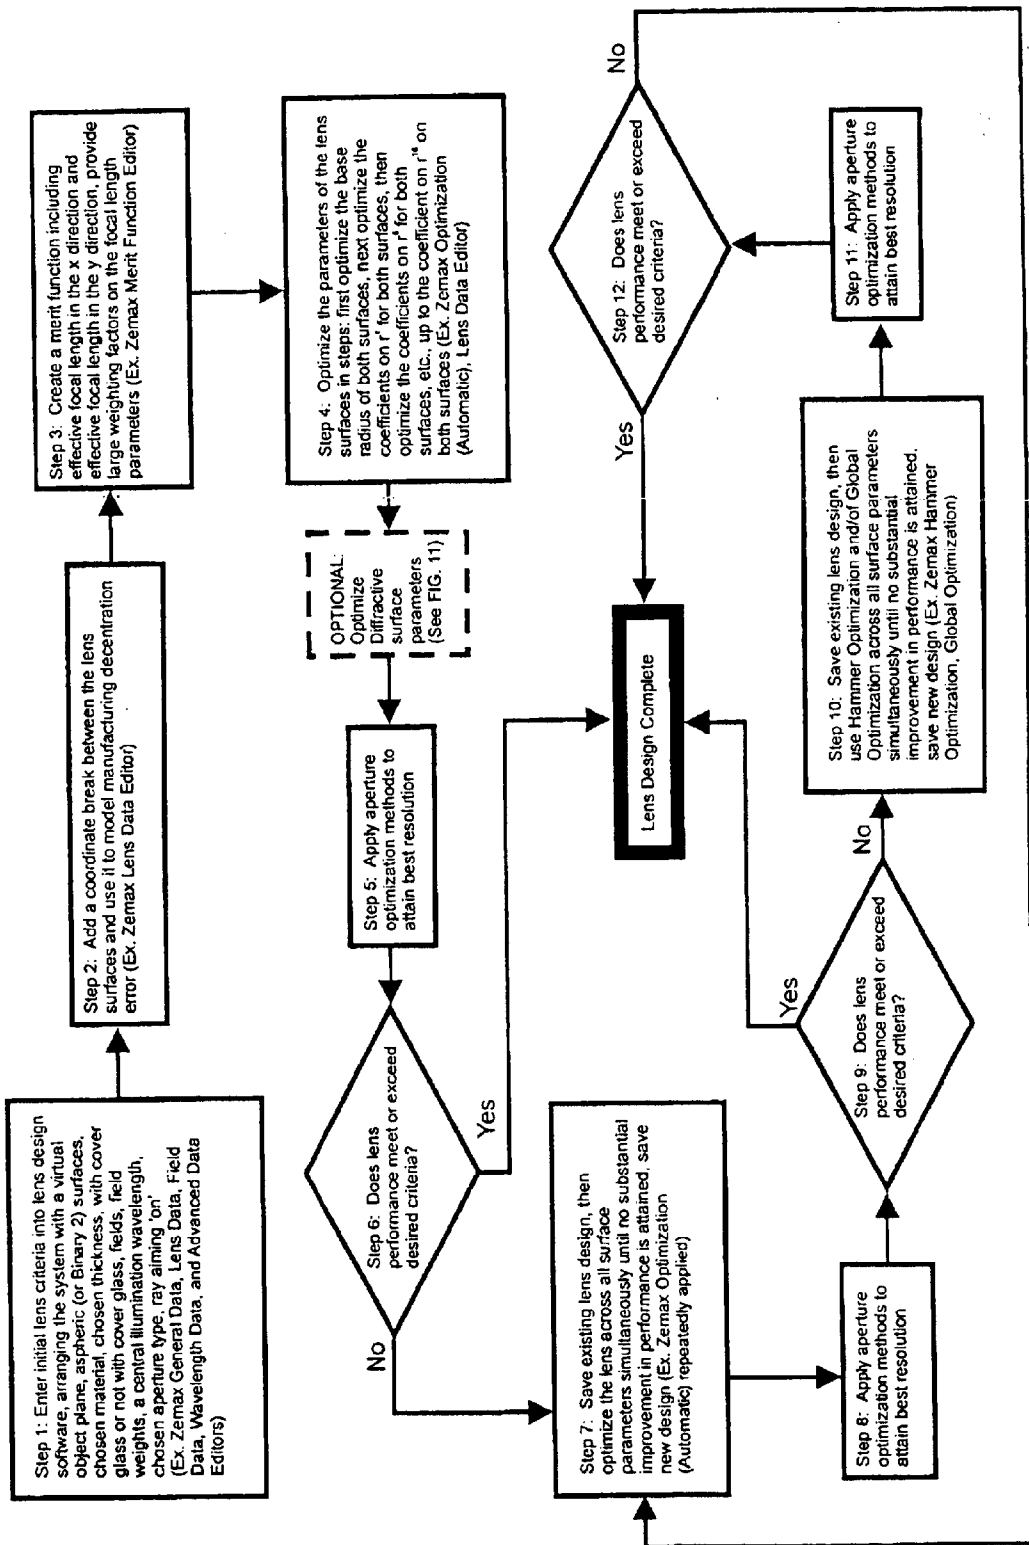 Step 1: Enter initial lens criteria into lens design
software, arranging the system with a virtual
object plane, aspheric (or Binary 2) surfaces,
chosen material, chosen thickness, with cover
glass or not with cover glass, fields, field
weights, a central illumination wavelength,
chosen aperture type, ray aiming 'on'
(Ex. Zemax General Data, Lens Data, Field
Data, Wavelength Data, and Advanced Data
Editors)
Step 2: Add a coordinate break between the lens
surfaces and use it to model manufacturing decentration
error (Ex. Zemax Lens Data Editor)
Step 3: Create a merit function including
effective focal length in the x direction and
effective focal length in the y direction, provide
large weighting factors on the focal length
parameters (Ex. Zemax Merit Function Editor)
Step 4: Optimize the parameters of the lens
surfaces in steps: first optimize the base
radius of both surfaces, next optimize the
coefficients on r for both surfaces, then
optimize the coefficients on r for both
surfaces, etc., up to the coefficient on r¹⁶ on
both surfaces (Ex. Zemax Optimization
(Automatic), Lens Data Editor)
OPTIONAL:
Optimize
Diffractive
surface
parameters
(See FIG. 11)
Step 5: Apply aperture
optimization methods to
attain best resolution
Step 6: Does lens
performance meet or exceed
desired criteria?
Yes
No
Step 7: Save existing lens design, then
optimize the lens across all surface
parameters simultaneously until no substantial
improvement in performance is attained, save
new design (Ex. Zemax Optimization
(Automatic) repeatedly applied)
Step 8: Apply aperture
optimization methods to
attain best resolution
Step 9: Does lens
performance meet or exceed
desired criteria?
Yes
No
Step 10: Save existing lens design, then
use Hammer Optimization and/of Global
Optimization across all surface parameters
simultaneously until no substantial
improvement in performance is attained.
save new design (Ex. Zemax Hammer
Optimization, Global Optimization)
Step 11: Apply aperture
optimization methods to
attain best resolution
Step 12: Does lens
performance meet or exceed
desired criteria?
Yes
No
Lens Design Complete